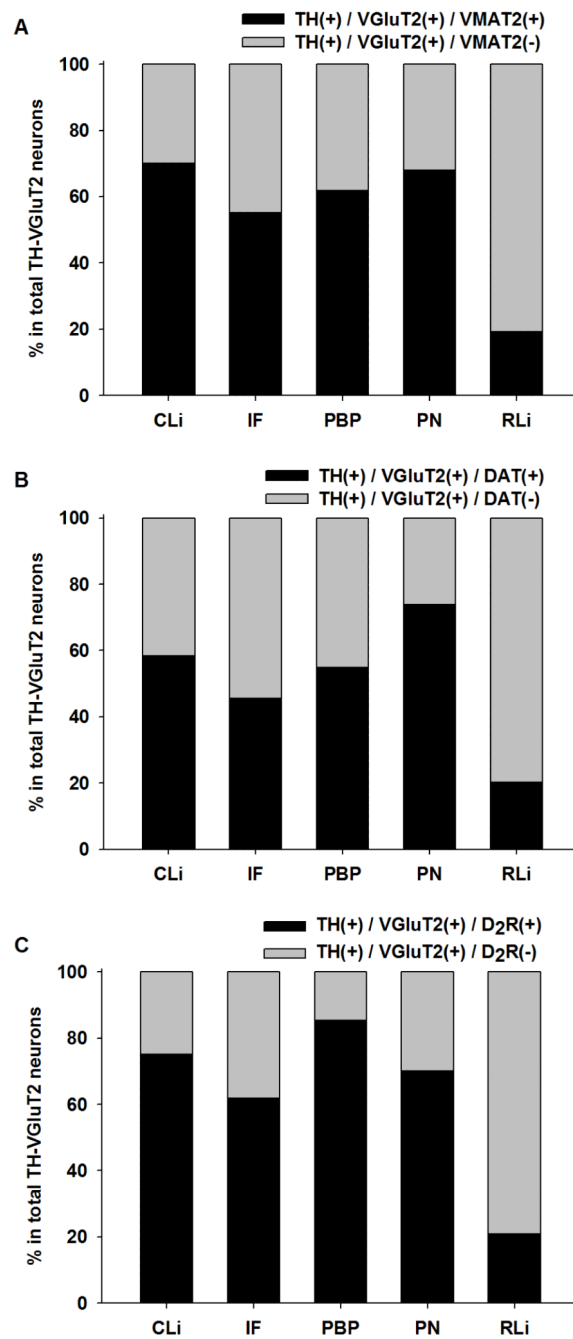 A
TH(+) / VGluT2(+) / VMAT2(+)
TH(+) / VGluT2(+) / VMAT2(-)
% in total TH-VGluT2 neurons
100
80
60
40
20
0
CLi IF PBP PN RLi
B
TH(+) / VGluT2(+) / DAT(+)
TH(+) / VGluT2(+) / DAT(-)
% in total TH-VGluT2 neurons
100
80
60
40
20
0
CLi IF PBP PN RLi
C
TH(+) / VGluT2(+) / D₂R(+)
TH(+) / VGluT2(+) / D₂R(-)
% in total TH-VGluT2 neurons
100
80
60
40
20
0
CLi IF PBP PN RLi